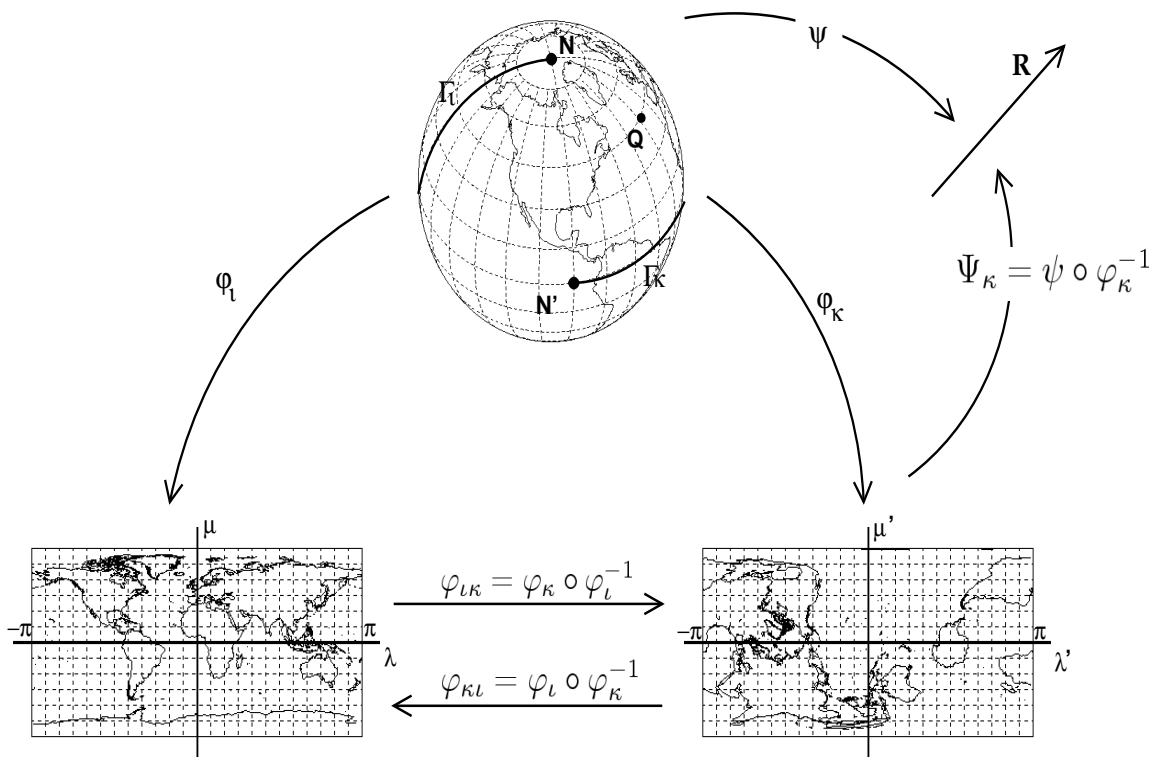 ψ
N
R
Γι
Q
Ψκ = ψ ∘ φκ⁻¹
Γκ
N'
φι
φκ
μ
μ'
φικ = φκ ∘ φι⁻¹
−π
π
−π
π
λ
λ'
φκι = φι ∘ φκ⁻¹